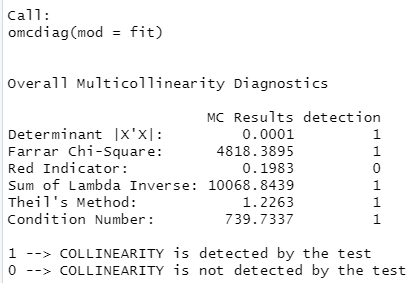 Call:
omcdiag(mod = fit)
Overall Multicollinearity Diagnostics
MC Results detection
Determinant |X'X|: 0.0001 1
Farrar Chi-Square: 4818.3895 1
Red Indicator: 0.1983 0
Sum of Lambda Inverse: 10068.8439 1
Theil's Method: 1.2263 1
Condition Number: 739.7337 1
1 --> COLLINEARITY is detected by the test
0 --> COLLINEARITY is not detected by the test